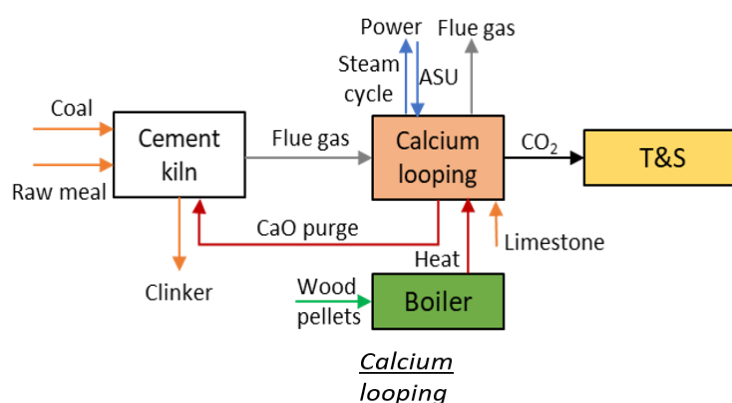 Power
Flue gas
Steam
cycle
ASU
Coal
Cement
kiln
Flue gas
Calcium
looping
CO₂
T&S
Raw meal
CaO purge
Limestone
Heat
Clinker
Wood
pellets
Boiler
Calcium
looping